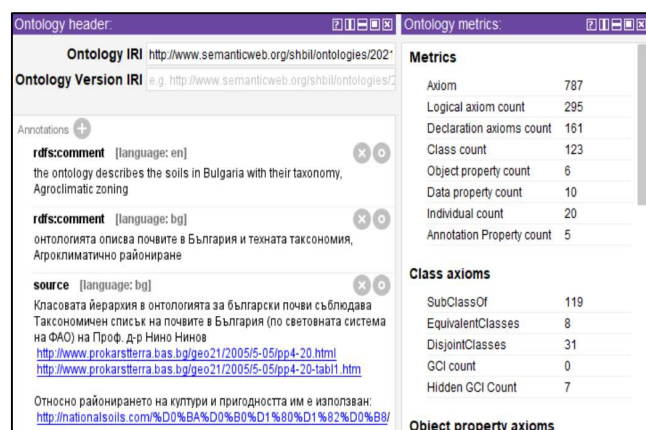 Ontology header:
Ontology IRI http://www.semanticweb.org/shbil/ontologies/202
Ontology Version IRI e.g. http://www.semanticweb.org/shbil/ontologies/2
Annotations
rdfs:comment [language: en]
the ontology describes the soils in Bulgaria with their taxonomy,
Agroclimatic zoning
rdfs:comment [language: bg]
онтологията описва почвите в България и техната таксономия,
Агроклиматично райониране
source [language: bg]
Класовата йерархия в онтологията за български почви съблюдава
Таксономичен списък на почвите в България (по световната система
на ФАО) на Проф. д-р Нино Нинов
http://www.prokarstterra.bas.bg/geo21/2005/5-05/pp4-20.html
http://www.prokarstterra.bas.bg/geo21/2005/5-05/pp4-20-tabl1.htm
Относно районирането на култури и пригодността им е използван:
http://nationalsoils.com/%D0%BA%D0%B0%D1%80%D1%82%D0%B8/
Ontology metrics:
Metrics
Axiom 787
Logical axiom count 295
Declaration axioms count 161
Class count 123
Object property count 6
Data property count 10
Individual count 20
Annotation Property count 5
Class axioms
SubClassOf 119
EquivalentClasses 8
DisjointClasses 31
GCI count 0
Hidden GCI Count 7
Object property axioms